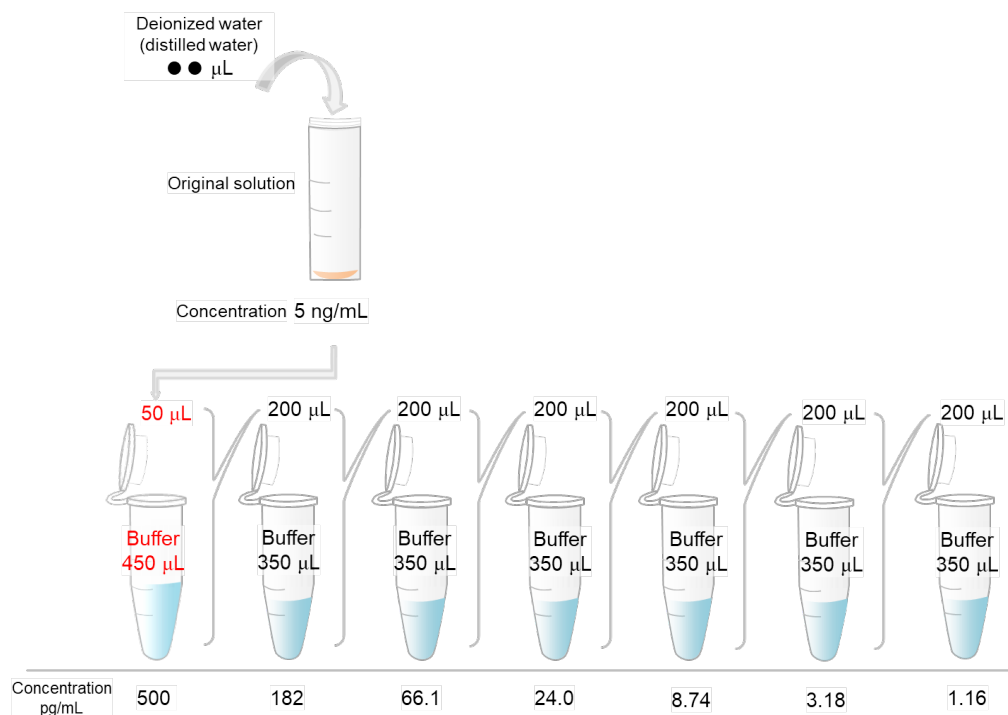 Deionized water
(distilled water)
●● μL
Original solution
Concentration 5 ng/mL
50 μL 200 μL 200 μL 200 μL 200 μL 200 μL 200 μL
Buffer Buffer Buffer Buffer Buffer Buffer Buffer
450 μL 350 μL 350 μL 350 μL 350 μL 350 μL 350 μL
Concentration
pg/mL
500 182 66.1 24.0 8.74 3.18 1.16